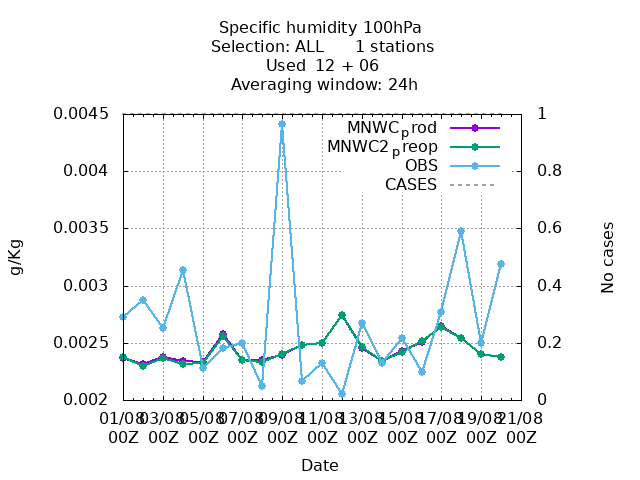 Specific humidity 100hPa
Selection: ALL 1 stations
Used 12 + 06
Averaging window: 24h
0.0045
0.004
0.0035
0.003
0.0025
0.002
g/Kg
MNWCprod
MNWC2preop
OBS
CASES
1
0.8
0.6
0.4
0.2
0
No cases
01/08 03/08 05/08 07/08 09/08 11/08 13/08 15/08 17/08 19/08 21/08
00Z 00Z 00Z 00Z 00Z 00Z 00Z 00Z 00Z 00Z 00Z
Date